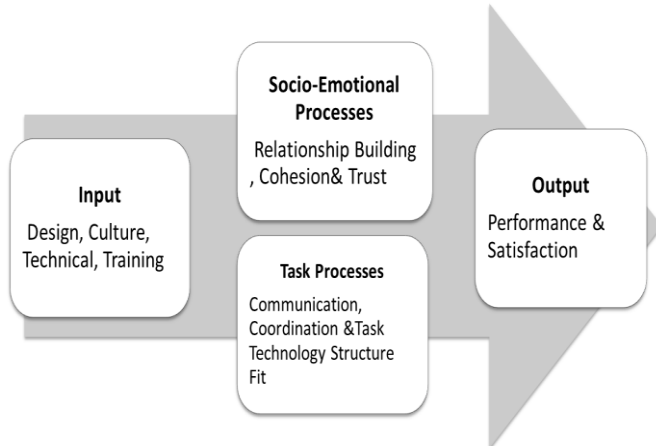 Input
Design, Culture,
Technical, Training
Socio-Emotional
Processes
Relationship Building
, Cohesion& Trust
Task Processes
Communication,
Coordination &Task
Technology Structure
Fit
Output
Performance &
Satisfaction